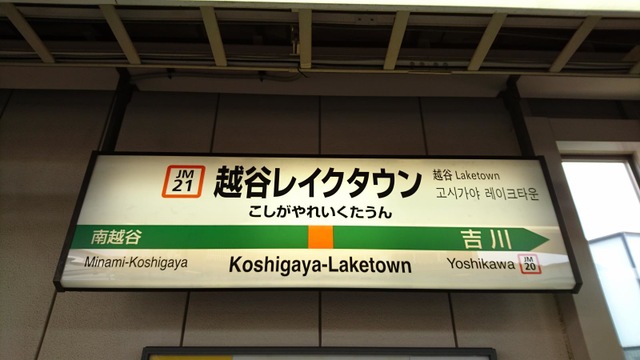 JM
21
越谷レイクタウン
越谷 Laketown
고시가야 레이크타운
こしがやれいくたうん
南越谷
吉川
Minami-Koshigaya
Koshigaya-Laketown
Yoshikawa
JM
20